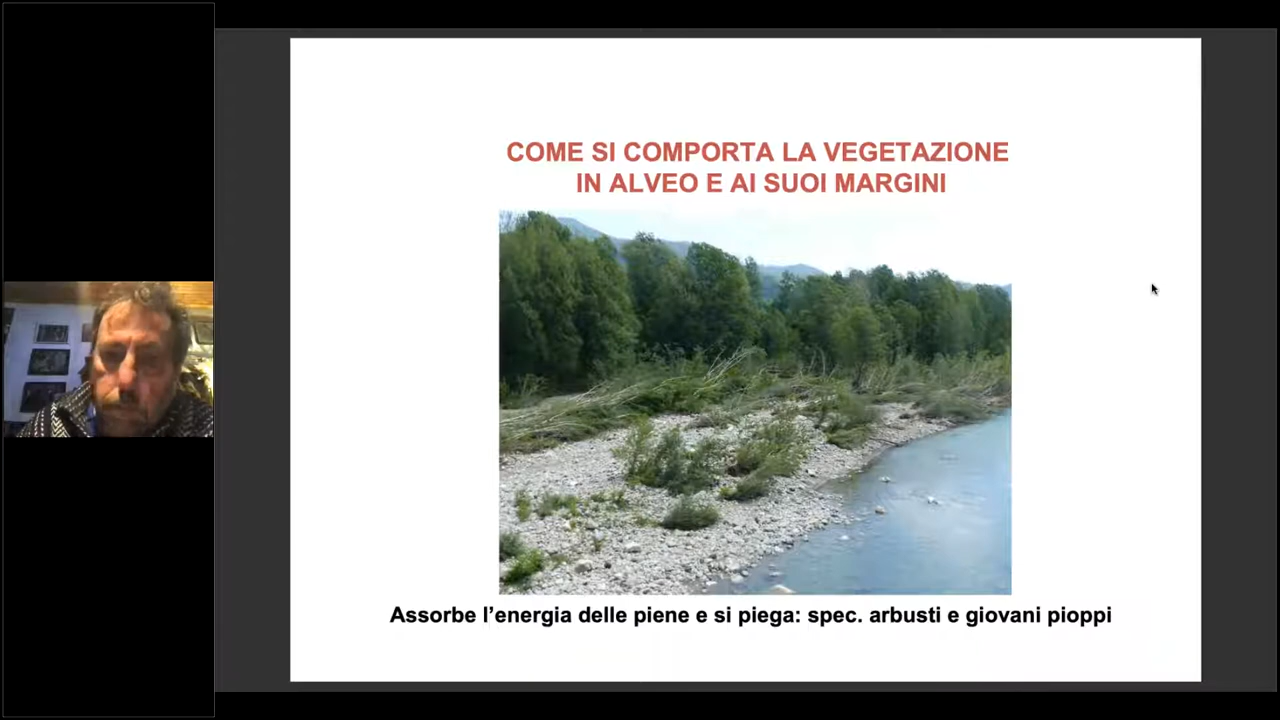 COME SI COMPORTA LA VEGETAZIONE
IN ALVEO E AI SUOI MARGINI
Assorbe l’energia delle piene e si piega: spec. arbusti e giovani pioppi